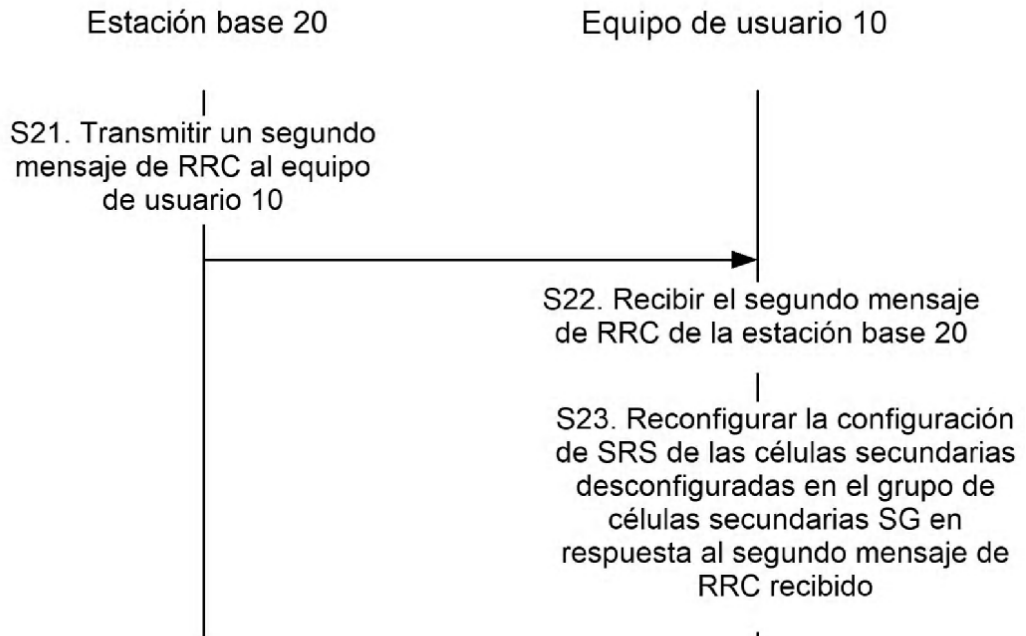 Estación base 20
Equipo de usuario 10
S21. Transmitir un segundo
mensaje de RRC al equipo
de usuario 10
S22. Recibir el segundo mensaje
de RRC de la estación base 20
S23. Reconfigurar la configuración
de SRS de las células secundarias
desconfiguradas en el grupo de
células secundarias SG en
respuesta al segundo mensaje de
RRC recibido